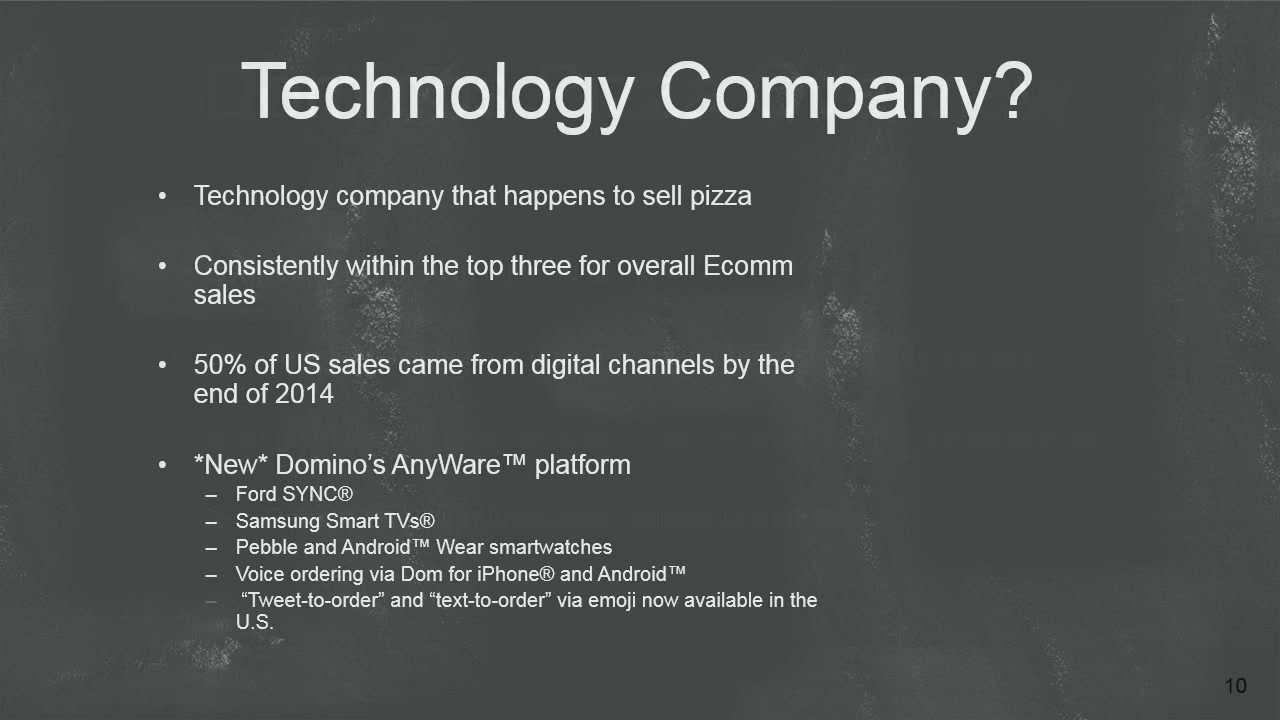 Technology Company?
• Technology company that happens to sell pizza
• Consistently within the top three for overall Ecomm
sales
• 50% of US sales came from digital channels by the
end of 2014
• *New* Domino’s AnyWare™ platform
– Ford SYNC®
– Samsung Smart TVs®
– Pebble and Android™ Wear smartwatches
– Voice ordering via Dom for iPhone® and Android™
– “Tweet-to-order” and “text-to-order” via emoji now available in the
U.S.
10